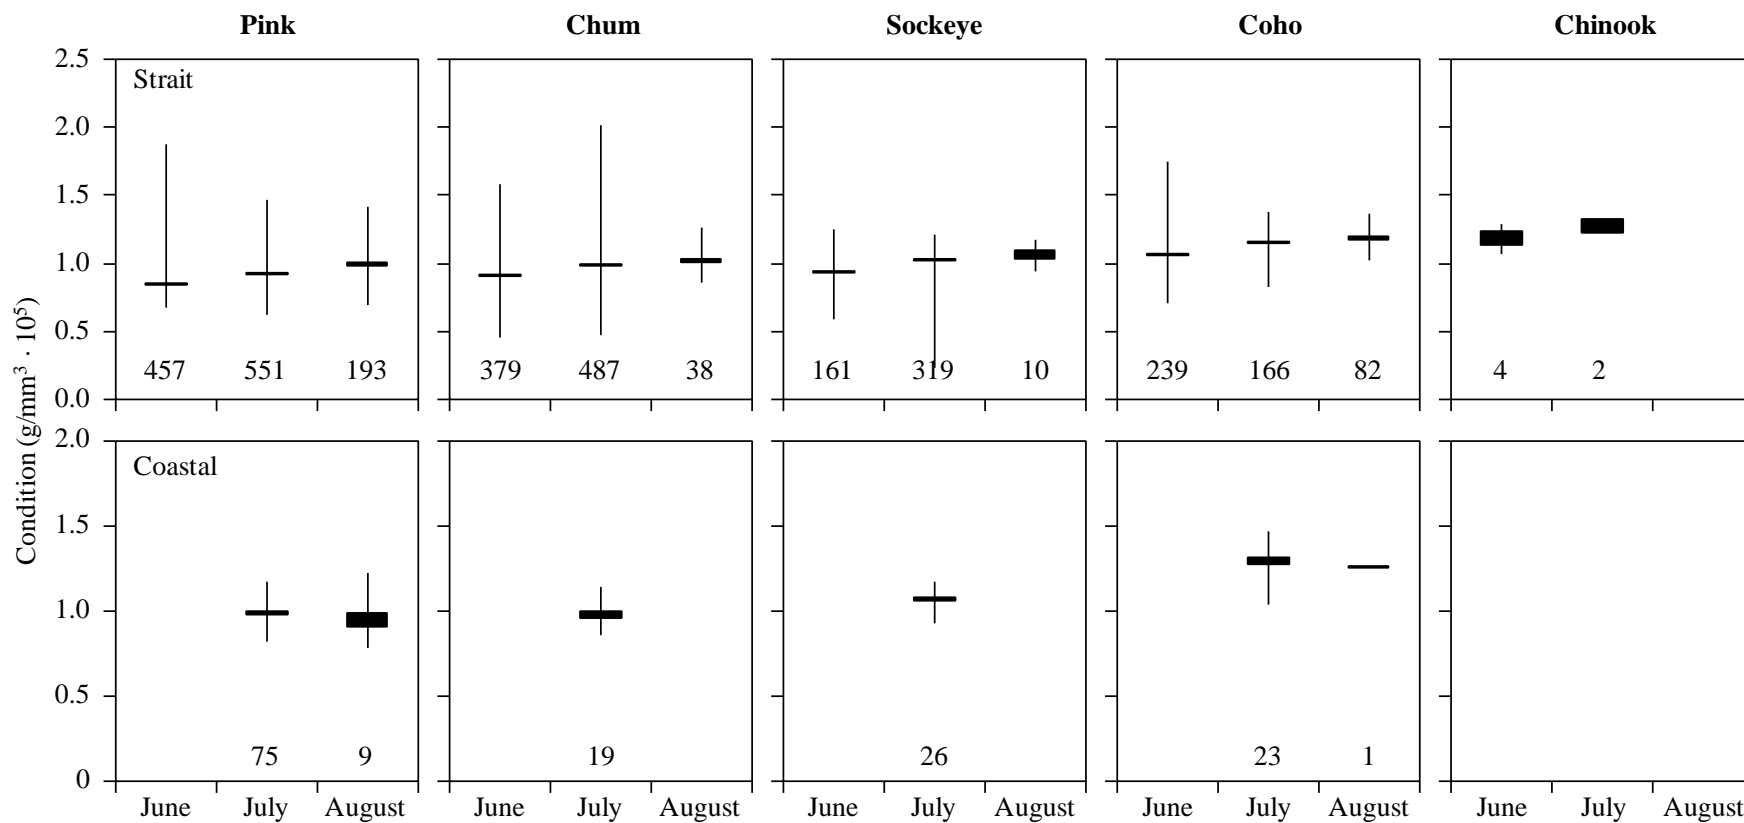 Pink Chum Sockeye Coho Chinook
Condition (g/mm³ · 10⁵)
2.5
Strait
2.0
1.5
1.0
0.5
457 551 193 379 487 38 161 319 10 239 166 82 4 2
0.0
2.0
Coastal
1.5
1.0
0.5
75 9 19 26 23 1
0
June July August June July August June July August June July August June July August